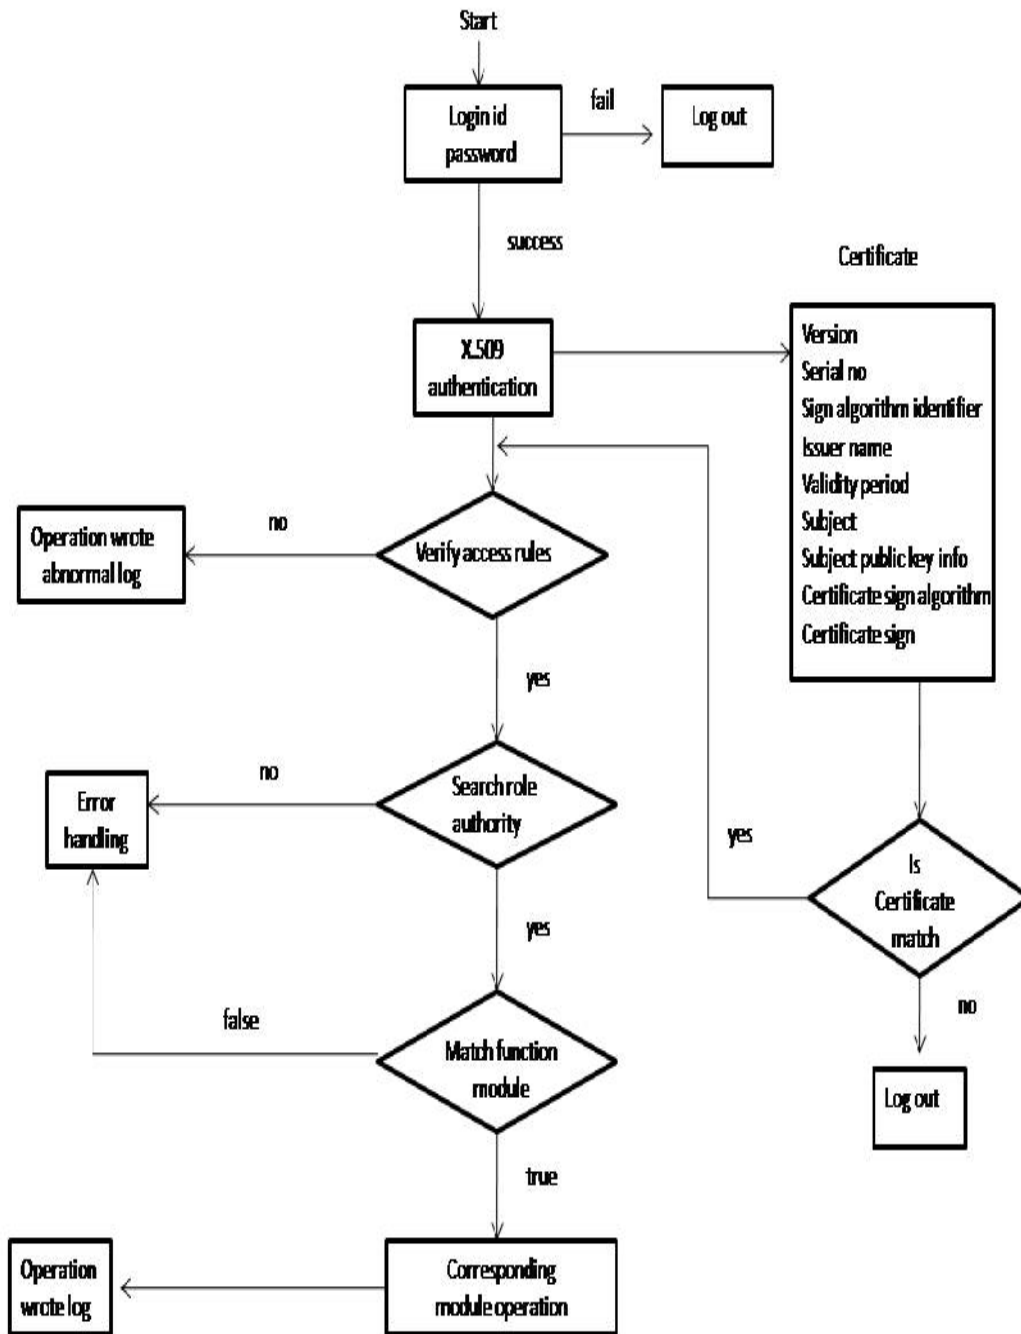 Start
Login id
password
fail
Log out
success
Certificate
X.509
authentication
Version
Serial no
Sign algorithm identifier
Issuer name
Validity period
Subject
Subject public key info
Certificate sign algorithm
Certificate sign
Verify access rules
no
Operation wrote
abnormal log
yes
Search role
authority
no
Error
handling
yes
Is
Certificate
match
yes
no
Log out
Match function
module
false
true
Corresponding
module operation
Operation
wrote log